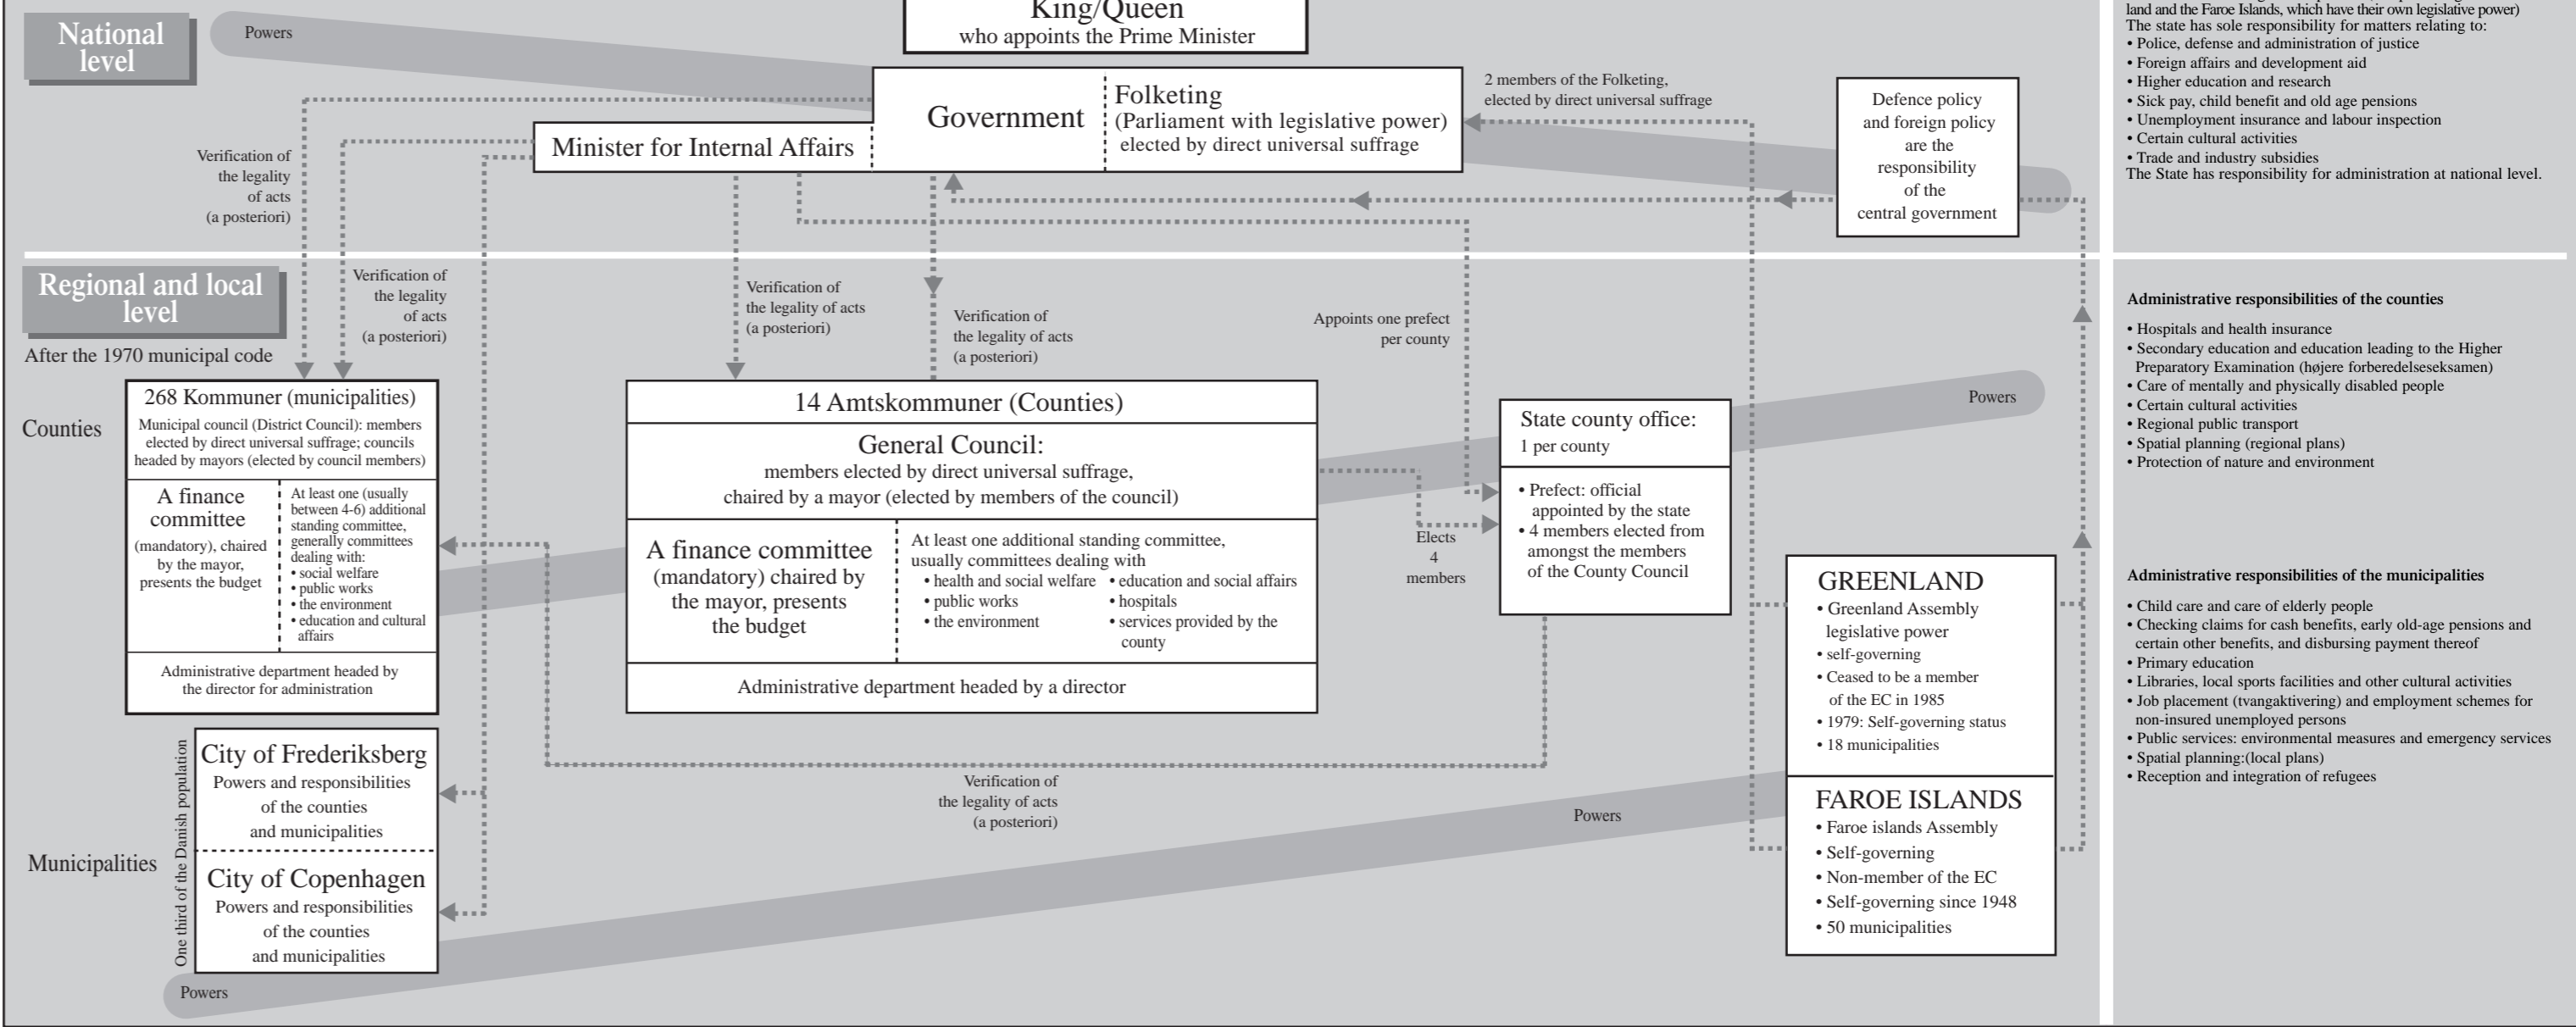 National
level
Powers
King/Queen
who appoints the Prime Minister
Government
Folketing
(Parliament with legislative power)
elected by direct universal suffrage
Minister for Internal Affairs
2 members of the Folketing,
elected by direct universal suffrage
Defence policy
and foreign policy
are the
responsibility
of the
central government
Verification of
the legality
of acts
(a posteriori)
land and the Faroe Islands, which have their own legislative power)
The state has sole responsibility for matters relating to:
• Police, defense and administration of justice
• Foreign affairs and development aid
• Higher education and research
• Sick pay, child benefit and old age pensions
• Unemployment insurance and labour inspection
• Certain cultural activities
• Trade and industry subsidies
The State has responsibility for administration at national level.
Regional and local
level
After the 1970 municipal code
Verification of
the legality
of acts
(a posteriori)
Verification of
the legality of acts
(a posteriori)
Verification of
the legality of acts
(a posteriori)
Appoints one prefect
per county
Counties
268 Kommuner (municipalities)
Municipal council (District Council): members
elected by direct universal suffrage; councils
headed by mayors (elected by council members)
A finance
committee
(mandatory), chaired
by the mayor,
presents the budget
At least one (usually
between 4-6) additional
standing committee,
generally committees
dealing with:
• social welfare
• public works
• the environment
• education and cultural
affairs
Administrative department headed by
the director for administration
14 Amtskommuner (Counties)
General Council:
members elected by direct universal suffrage,
chaired by a mayor (elected by members of the council)
A finance committee
(mandatory) chaired by
the mayor, presents
the budget
At least one additional standing committee,
usually committees dealing with
• health and social welfare
• public works
• the environment
• education and social affairs
• hospitals
• services provided by the
county
Administrative department headed by a director
Elects
4
members
State county office:
1 per county
• Prefect: official
appointed by the state
• 4 members elected from
amongst the members
of the County Council
Powers
GREENLAND
• Greenland Assembly
legislative power
• self-governing
• Ceased to be a member
of the EC in 1985
• 1979: Self-governing status
• 18 municipalities
FAROE ISLANDS
• Faroe islands Assembly
• Self-governing
• Non-member of the EC
• Self-governing since 1948
• 50 municipalities
Verification of
the legality of acts
(a posteriori)
Powers
Municipalities
One third of the Danish population
City of Frederiksberg
Powers and responsibilities
of the counties
and municipalities
City of Copenhagen
Powers and responsibilities
of the counties
and municipalities
Powers
Administrative responsibilities of the counties
• Hospitals and health insurance
• Secondary education and education leading to the Higher
Preparatory Examination (højere forberedelseseksamen)
• Care of mentally and physically disabled people
• Certain cultural activities
• Regional public transport
• Spatial planning (regional plans)
• Protection of nature and environment
Administrative responsibilities of the municipalities
• Child care and care of elderly people
• Checking claims for cash benefits, early old-age pensions and
certain other benefits, and disbursing payment thereof
• Primary education
• Libraries, local sports facilities and other cultural activities
• Job placement (tvangaktivering) and employment schemes for
non-insured unemployed persons
• Public services: environmental measures and emergency services
• Spatial planning:(local plans)
• Reception and integration of refugees